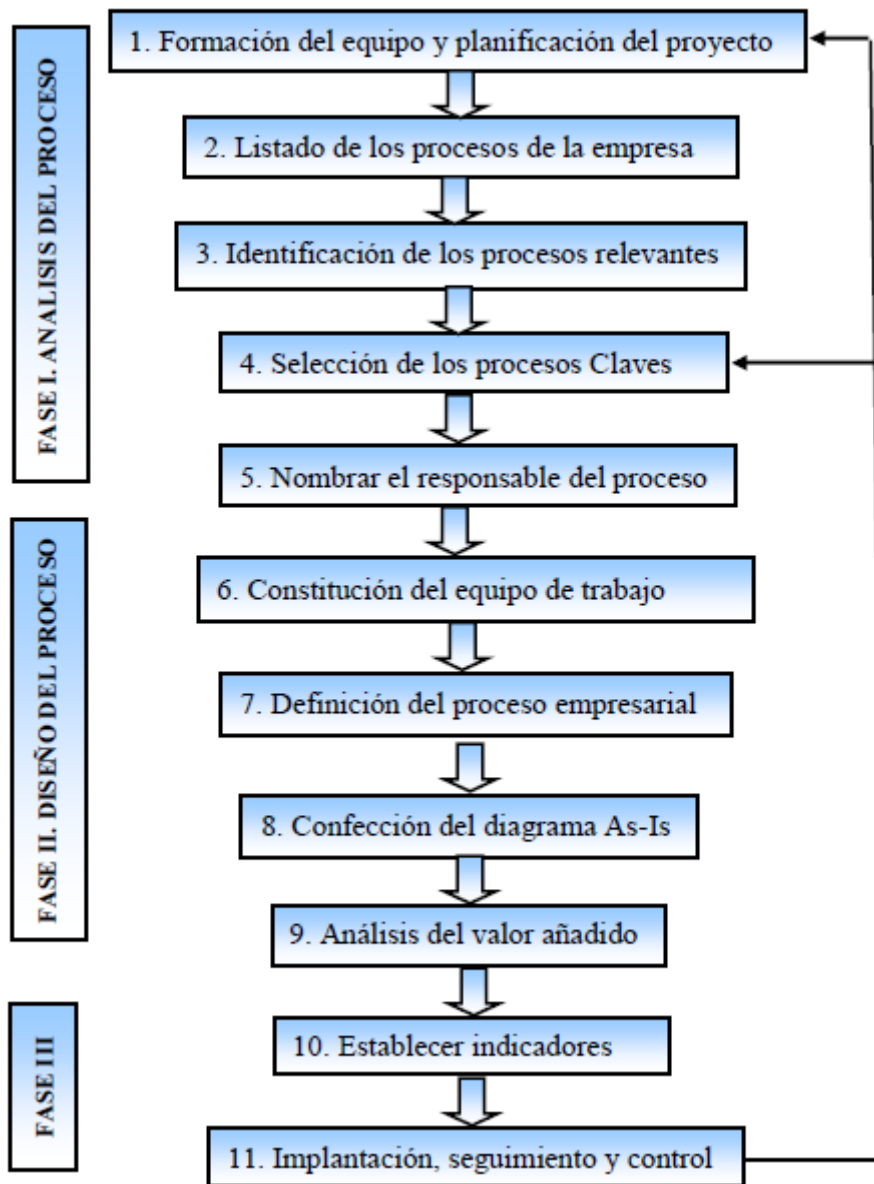 FASE I. ANALISIS DEL PROCESO
1. Formación del equipo y planificación del proyecto
2. Listado de los procesos de la empresa
3. Identificación de los procesos relevantes
4. Selección de los procesos Claves
5. Nombrar el responsable del proceso
FASE II. DISEÑO DEL PROCESO
6. Constitución del equipo de trabajo
7. Definición del proceso empresarial
8. Confección del diagrama As-Is
9. Análisis del valor añadido
FASE III
10. Establecer indicadores
11. Implantación, seguimiento y control